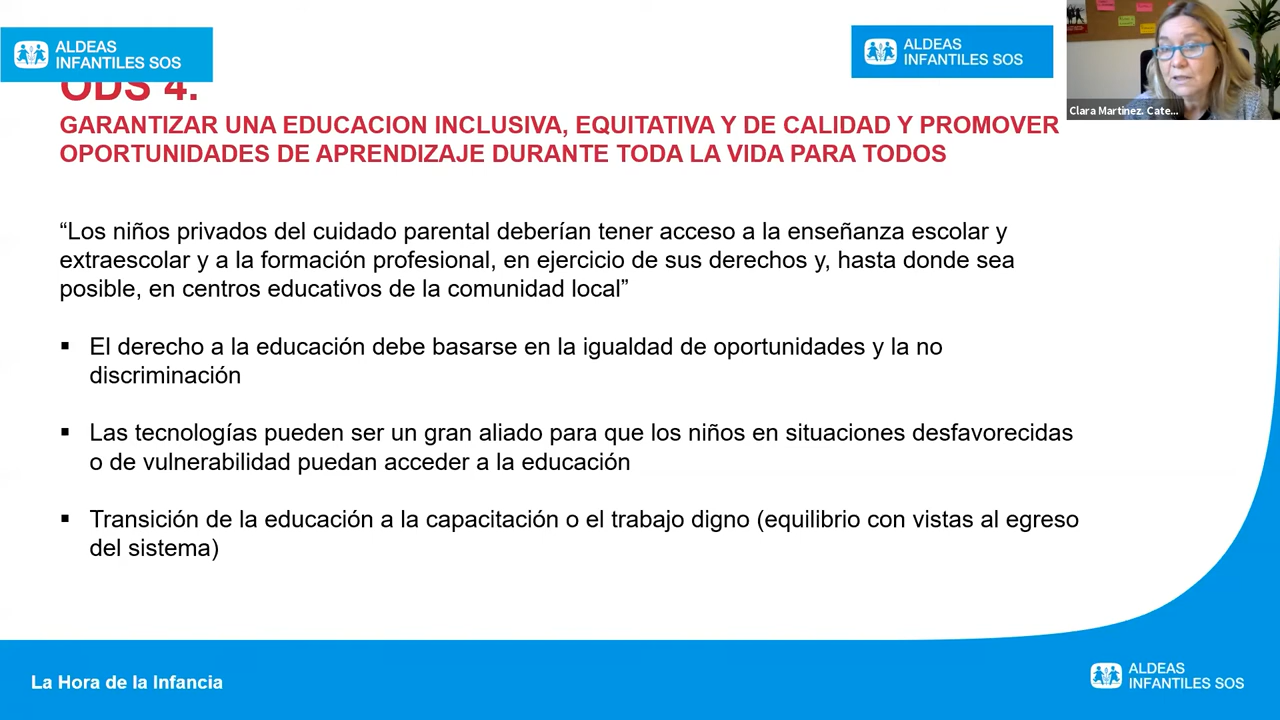 ALDEAS
INFANTILES SOS
ALDEAS
INFANTILES SOS
Clara Martinez. Cate...
ODS 4.
GARANTIZAR UNA EDUCACION INCLUSIVA, EQUITATIVA Y DE CALIDAD Y PROMOVER
OPORTUNIDADES DE APRENDIZAJE DURANTE TODA LA VIDA PARA TODOS
“Los niños privados del cuidado parental deberían tener acceso a la enseñanza escolar y
extraescolar y a la formación profesional, en ejercicio de sus derechos y, hasta donde sea
posible, en centros educativos de la comunidad local”
▪ El derecho a la educación debe basarse en la igualdad de oportunidades y la no
discriminación
▪ Las tecnologías pueden ser un gran aliado para que los niños en situaciones desfavorecidas
o de vulnerabilidad puedan acceder a la educación
▪ Transición de la educación a la capacitación o el trabajo digno (equilibrio con vistas al egreso
del sistema)
La Hora de la Infancia
ALDEAS
INFANTILES SOS